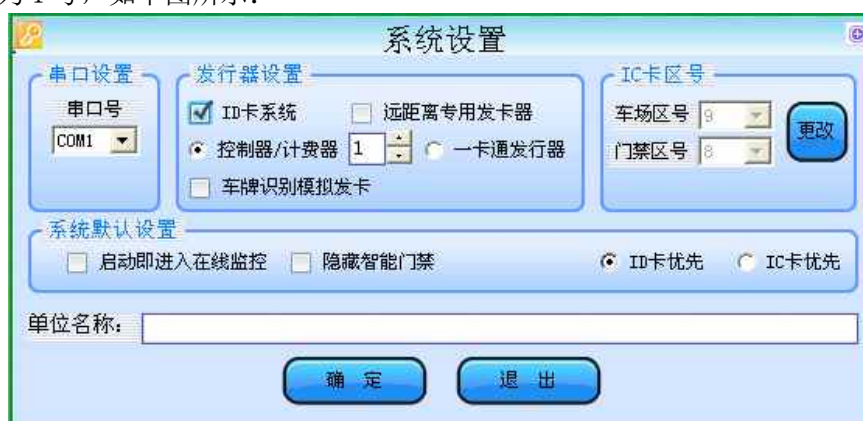 为1号，如下图所示：
系统设置
串口设置
串口号
COM1
发行器设置
ID卡系统 远距离专用发卡器
控制器/计费器 1 一卡通发行器
车牌识别模拟发卡
IC卡区号
车场区号 9
门禁区号 8
更改
系统默认设置
启动即进入在线监控 隐藏智能门禁 ID卡优先 IC卡优先
单位名称：
确 定 退 出